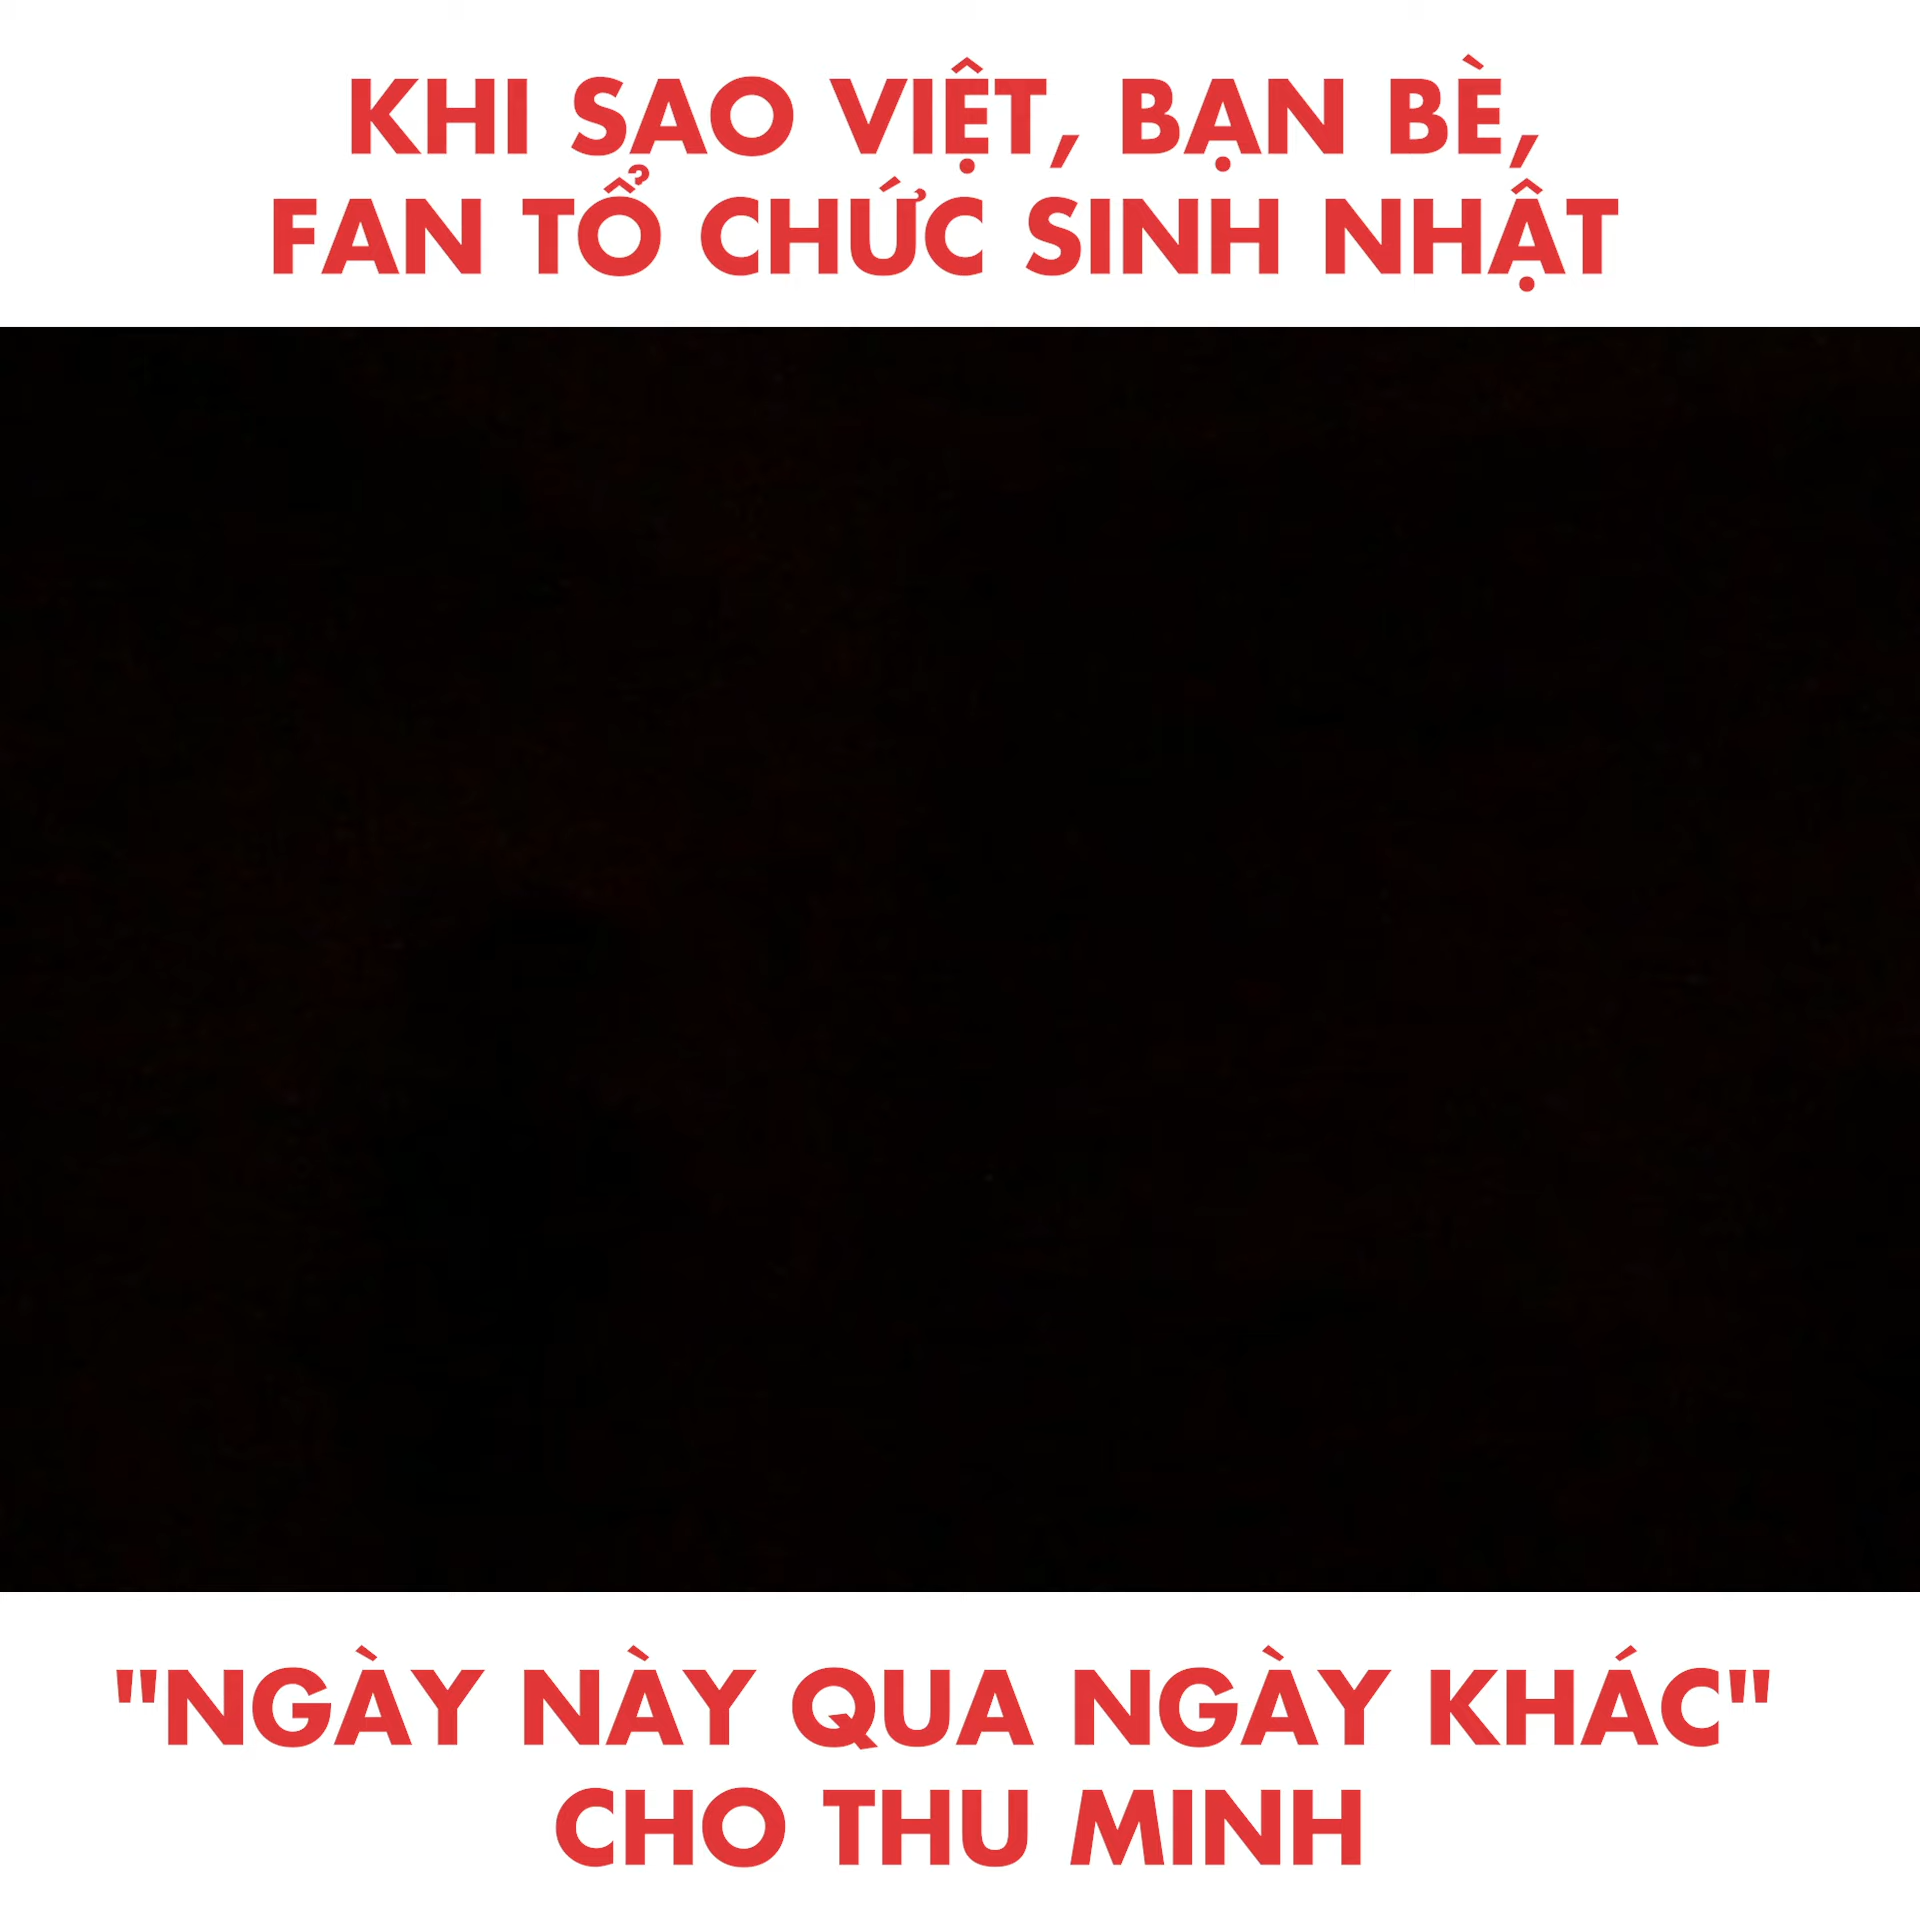 KHI SAO VIỆT, BẠN BÈ,
FAN TỔ CHỨC SINH NHẬT
"NGÀY NÀY QUA NGÀY KHÁC"
CHO THU MINH